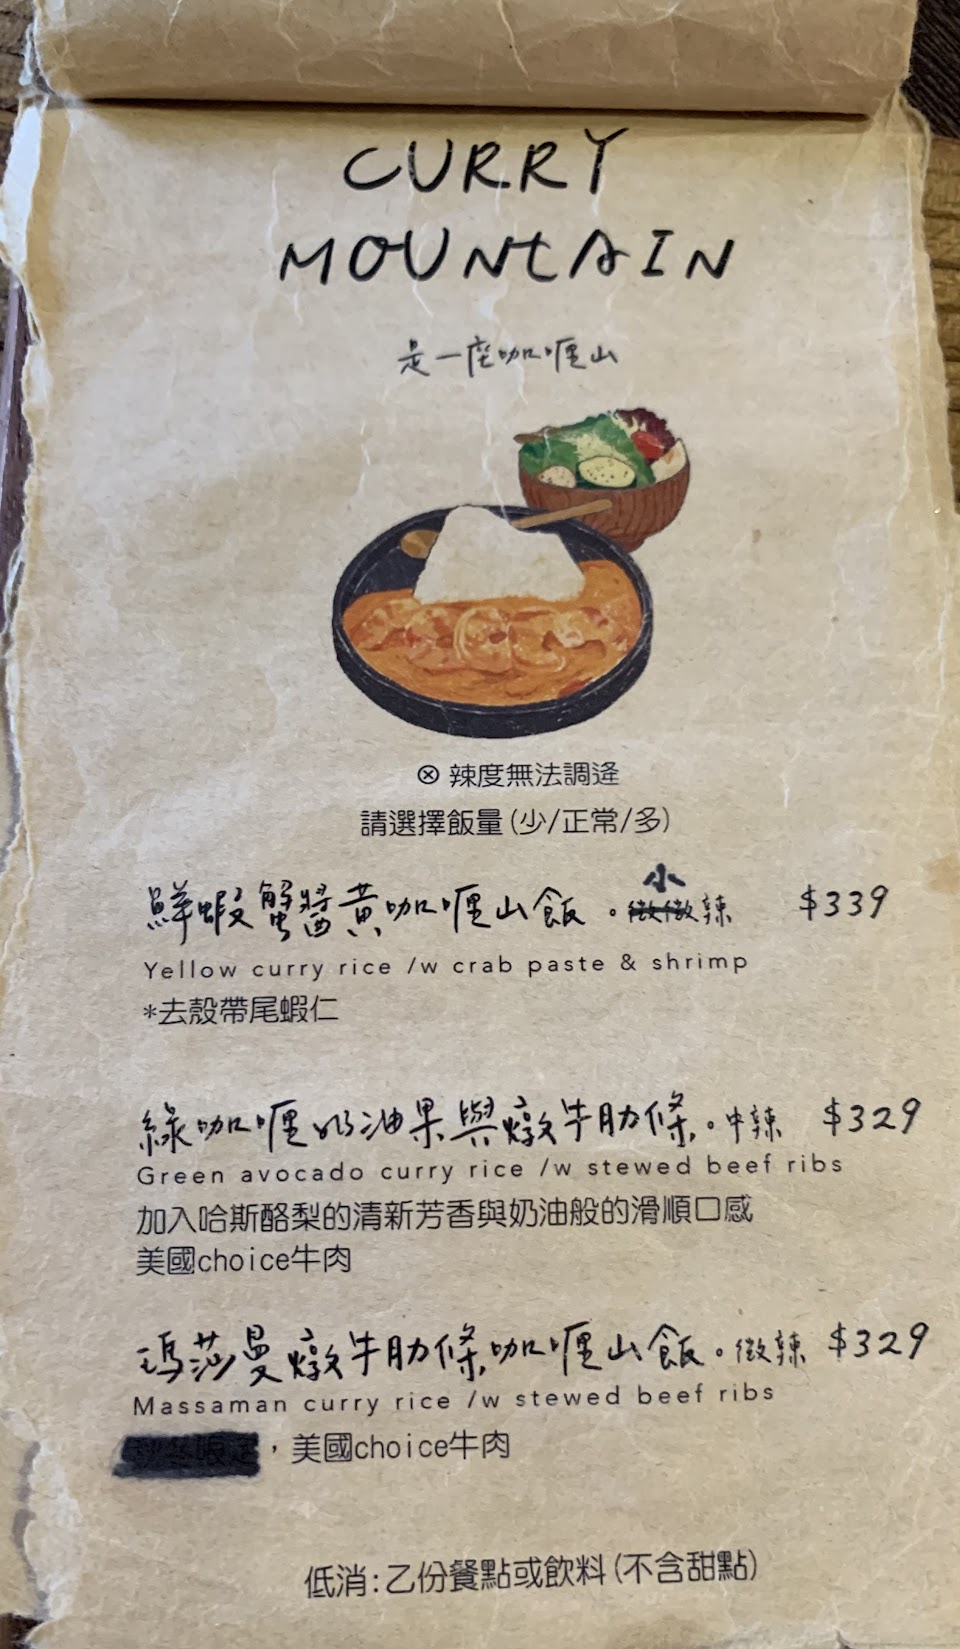 CURRY
MOUNtAIN
是一座咖喱山
⊗ 辣度無法調逄
請選擇飯量(少/正常/多)
小
鮮蝦蟹醬黃咖喱山飯。微微辣 $339
Yellow curry rice /w crab paste & shrimp
*去殼帶尾蝦仁
綠咖喱奶油果與燉牛肋條。中辣 $329
Green avocado curry rice /w stewed beef ribs
加入哈斯酪梨的清新芳香與奶油般的滑順口感
美國choice牛肉
瑪莎曼燉牛肋條咖喱山飯。微辣 $329
Massaman curry rice /w stewed beef ribs
，美國choice牛肉
低消:乙份餐點或飲料(不含甜點)